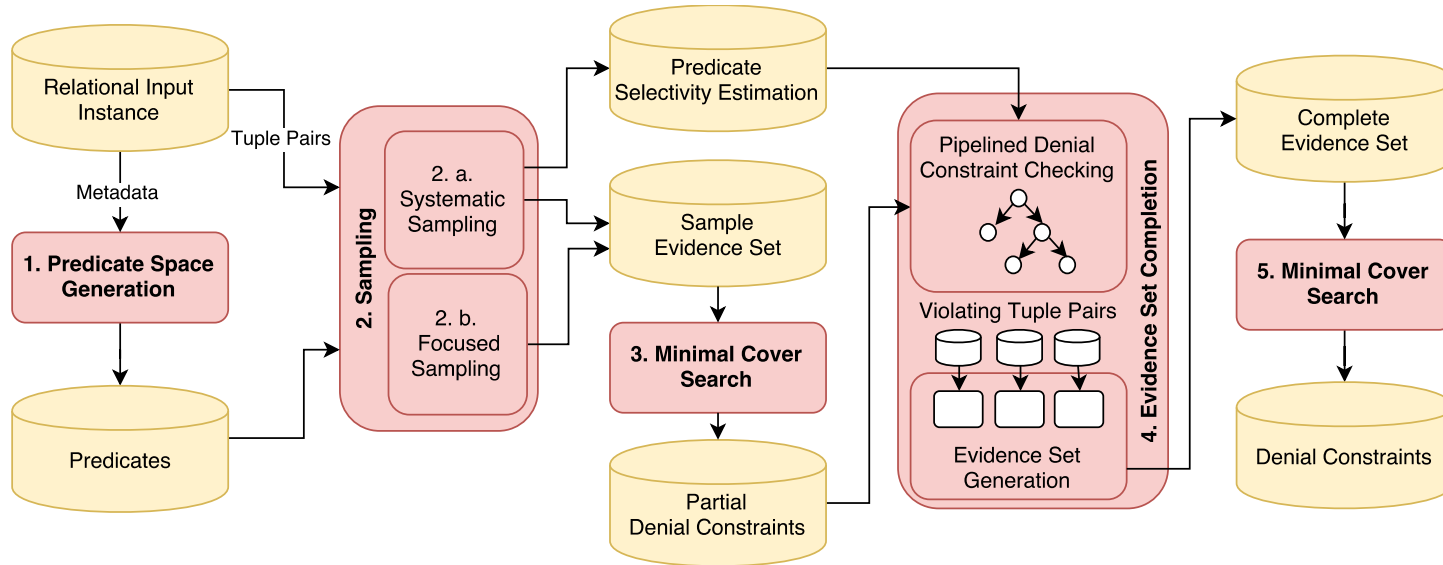 Relational Input
Instance
Tuple Pairs
Metadata
1. Predicate Space
Generation
Predicates
2. Sampling
2. a.
Systematic
Sampling
2. b.
Focused
Sampling
Predicate
Selectivity Estimation
Sample
Evidence Set
3. Minimal Cover
Search
Partial
Denial Constraints
4. Evidence Set Completion
Pipelined Denial
Constraint Checking
Violating Tuple Pairs
Evidence Set
Generation
Complete
Evidence Set
5. Minimal Cover
Search
Denial Constraints